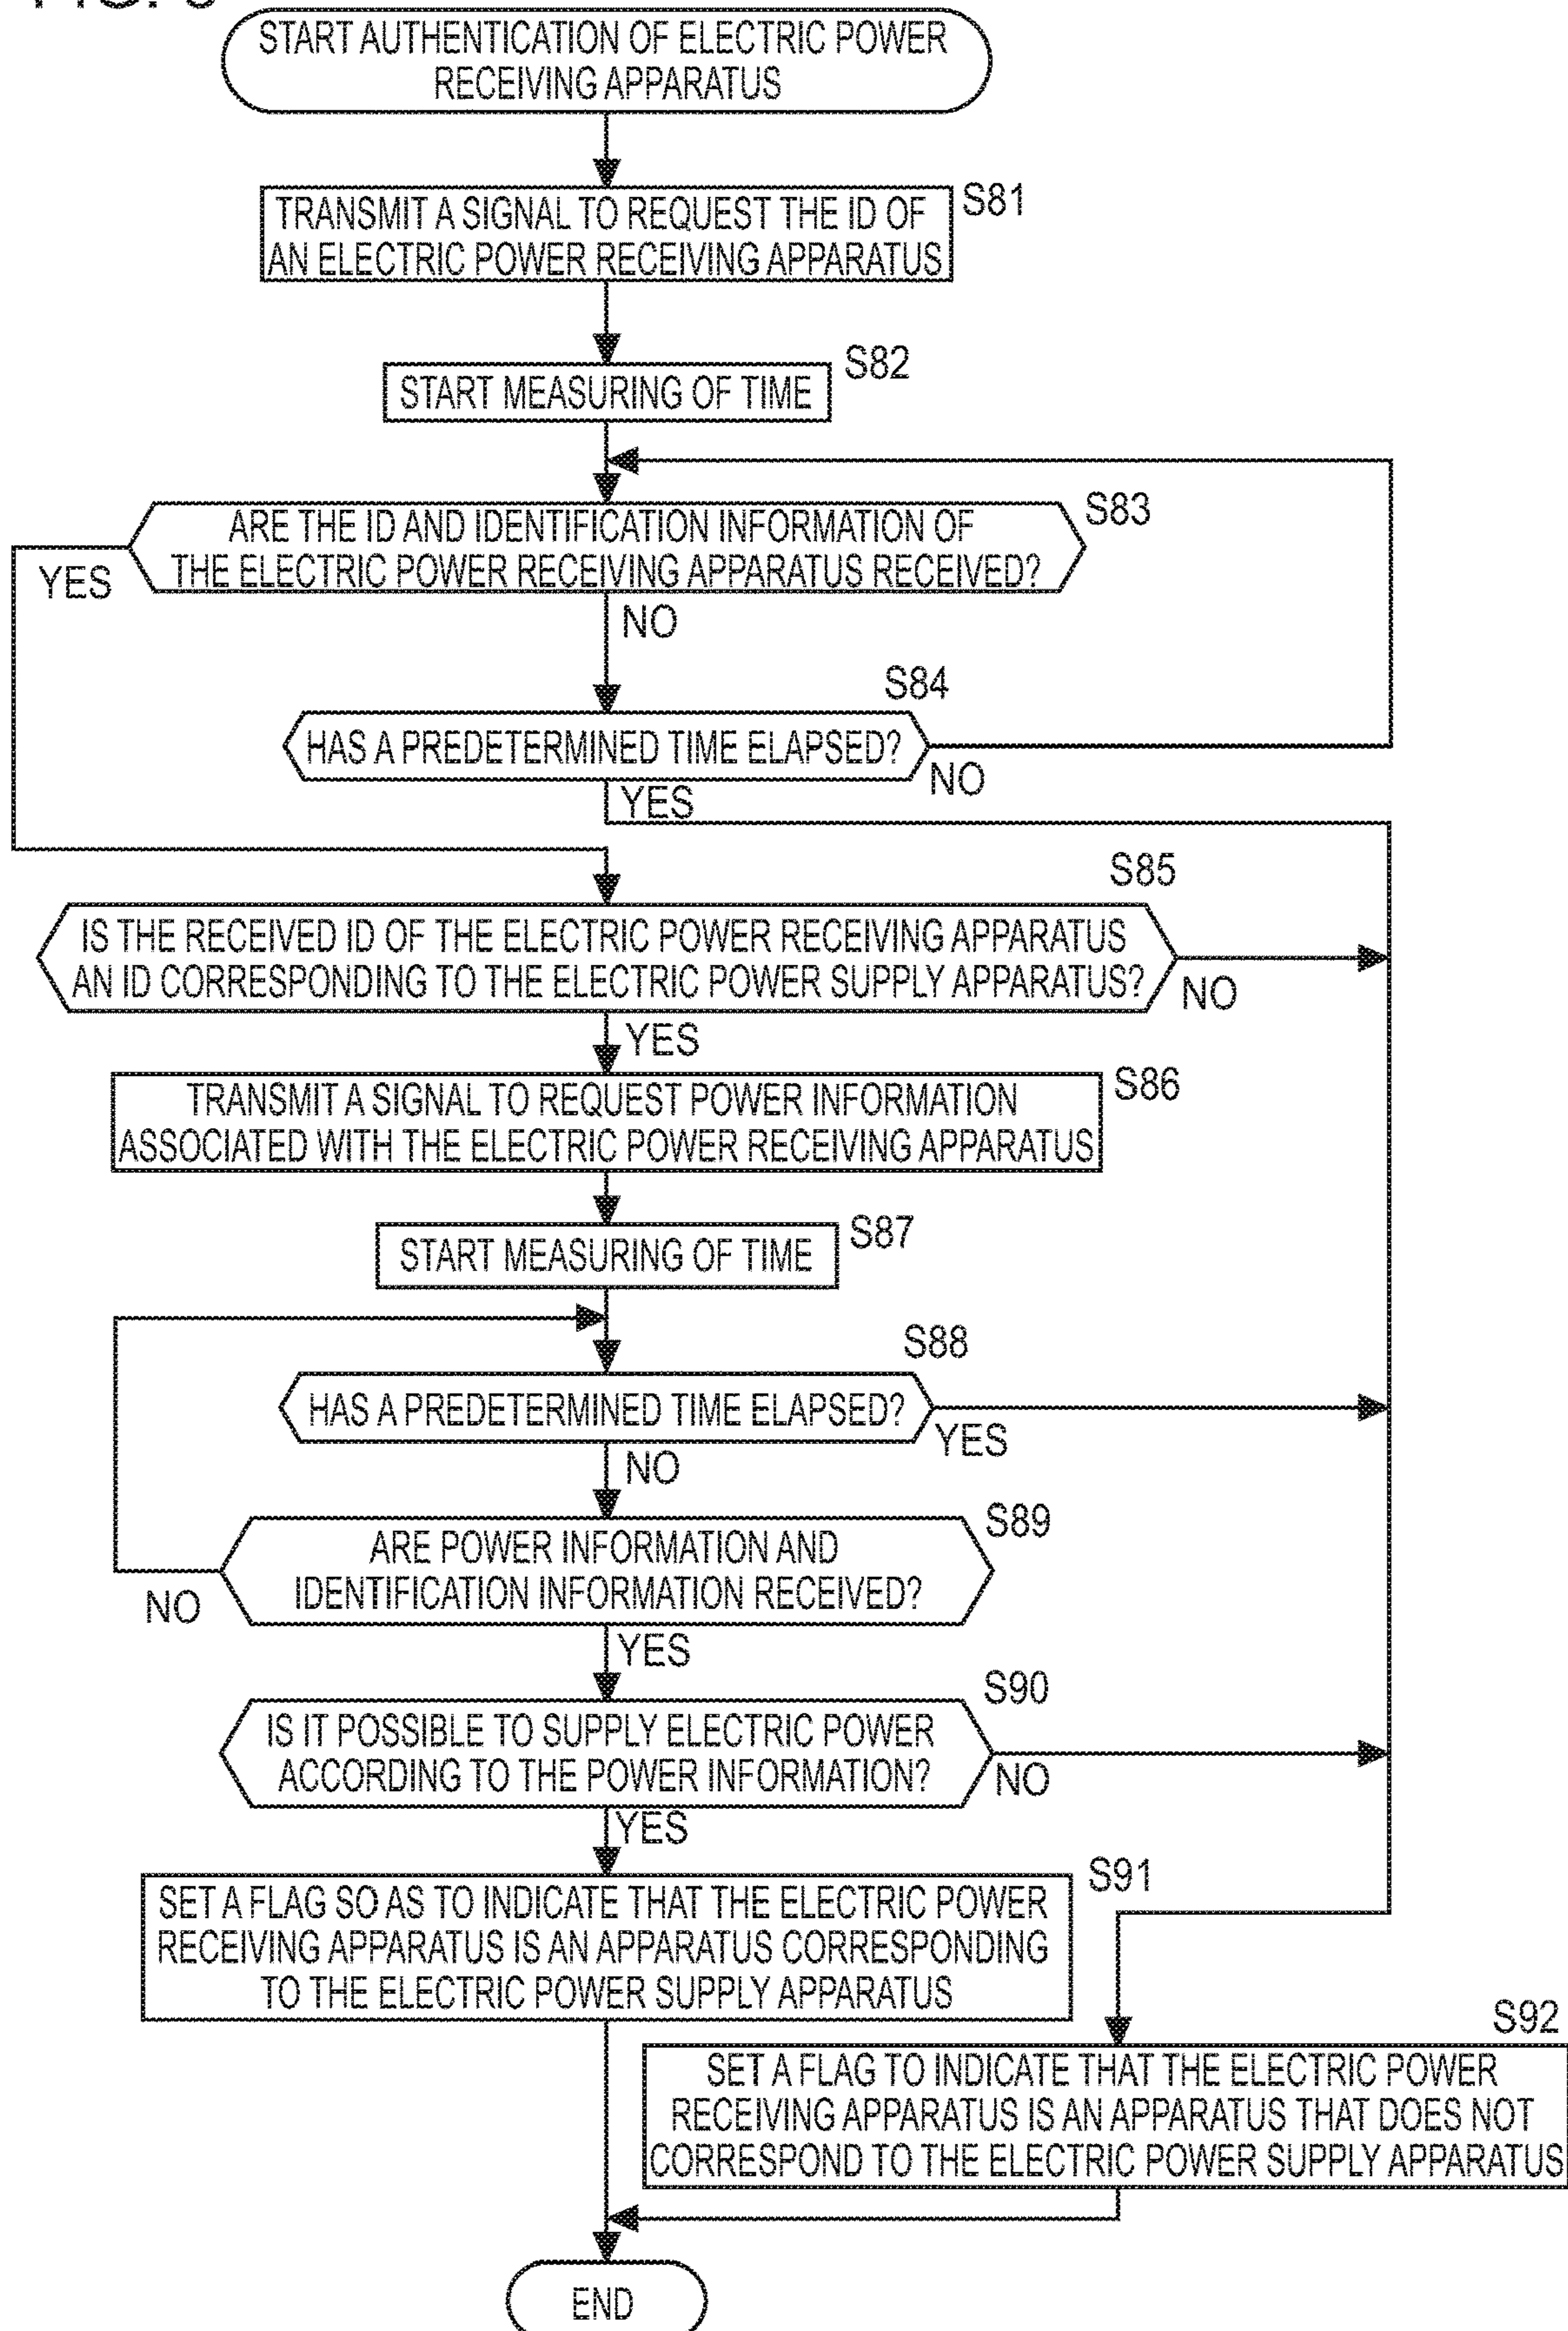 START AUTHENTICATION OF ELECTRIC POWER
RECEIVING APPARATUS
S81
TRANSMIT A SIGNAL TO REQUEST THE ID OF
AN ELECTRIC POWER RECEIVING APPARATUS
S82
START MEASURING OF TIME
S83
ARE THE ID AND IDENTIFICATION INFORMATION OF
THE ELECTRIC POWER RECEIVING APPARATUS RECEIVED?
YES
NO
S84
HAS A PREDETERMINED TIME ELAPSED?
NO
YES
S85
IS THE RECEIVED ID OF THE ELECTRIC POWER RECEIVING APPARATUS
AN ID CORRESPONDING TO THE ELECTRIC POWER SUPPLY APPARATUS?
NO
YES
S86
TRANSMIT A SIGNAL TO REQUEST POWER INFORMATION
ASSOCIATED WITH THE ELECTRIC POWER RECEIVING APPARATUS
S87
START MEASURING OF TIME
S88
HAS A PREDETERMINED TIME ELAPSED?
YES
NO
S89
ARE POWER INFORMATION AND
IDENTIFICATION INFORMATION RECEIVED?
NO
YES
S90
IS IT POSSIBLE TO SUPPLY ELECTRIC POWER
ACCORDING TO THE POWER INFORMATION?
NO
YES
S91
SET A FLAG SO AS TO INDICATE THAT THE ELECTRIC POWER
RECEIVING APPARATUS IS AN APPARATUS CORRESPONDING
TO THE ELECTRIC POWER SUPPLY APPARATUS
S92
SET A FLAG TO INDICATE THAT THE ELECTRIC POWER
RECEIVING APPARATUS IS AN APPARATUS THAT DOES NOT
CORRESPOND TO THE ELECTRIC POWER SUPPLY APPARATUS
END